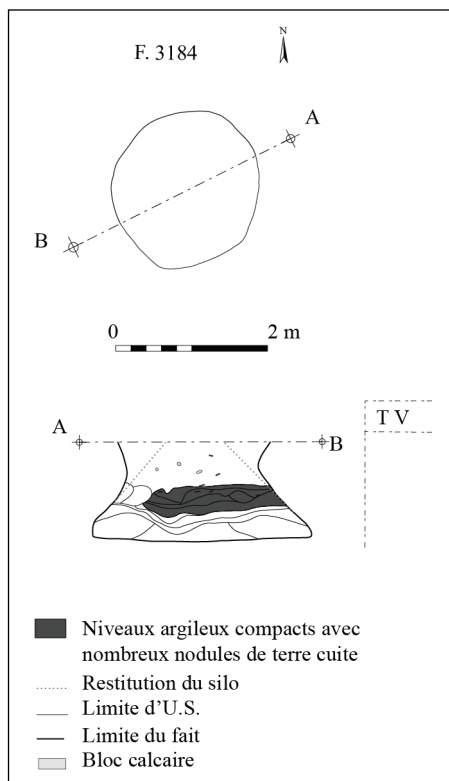 F. 3184
N
A
B
0 2 m
A
B
T V
Niveaux argileux compacts avec
nombreux nodules de terre cuite
Restitution du silo
Limite d’U.S.
Limite du fait
Bloc calcaire